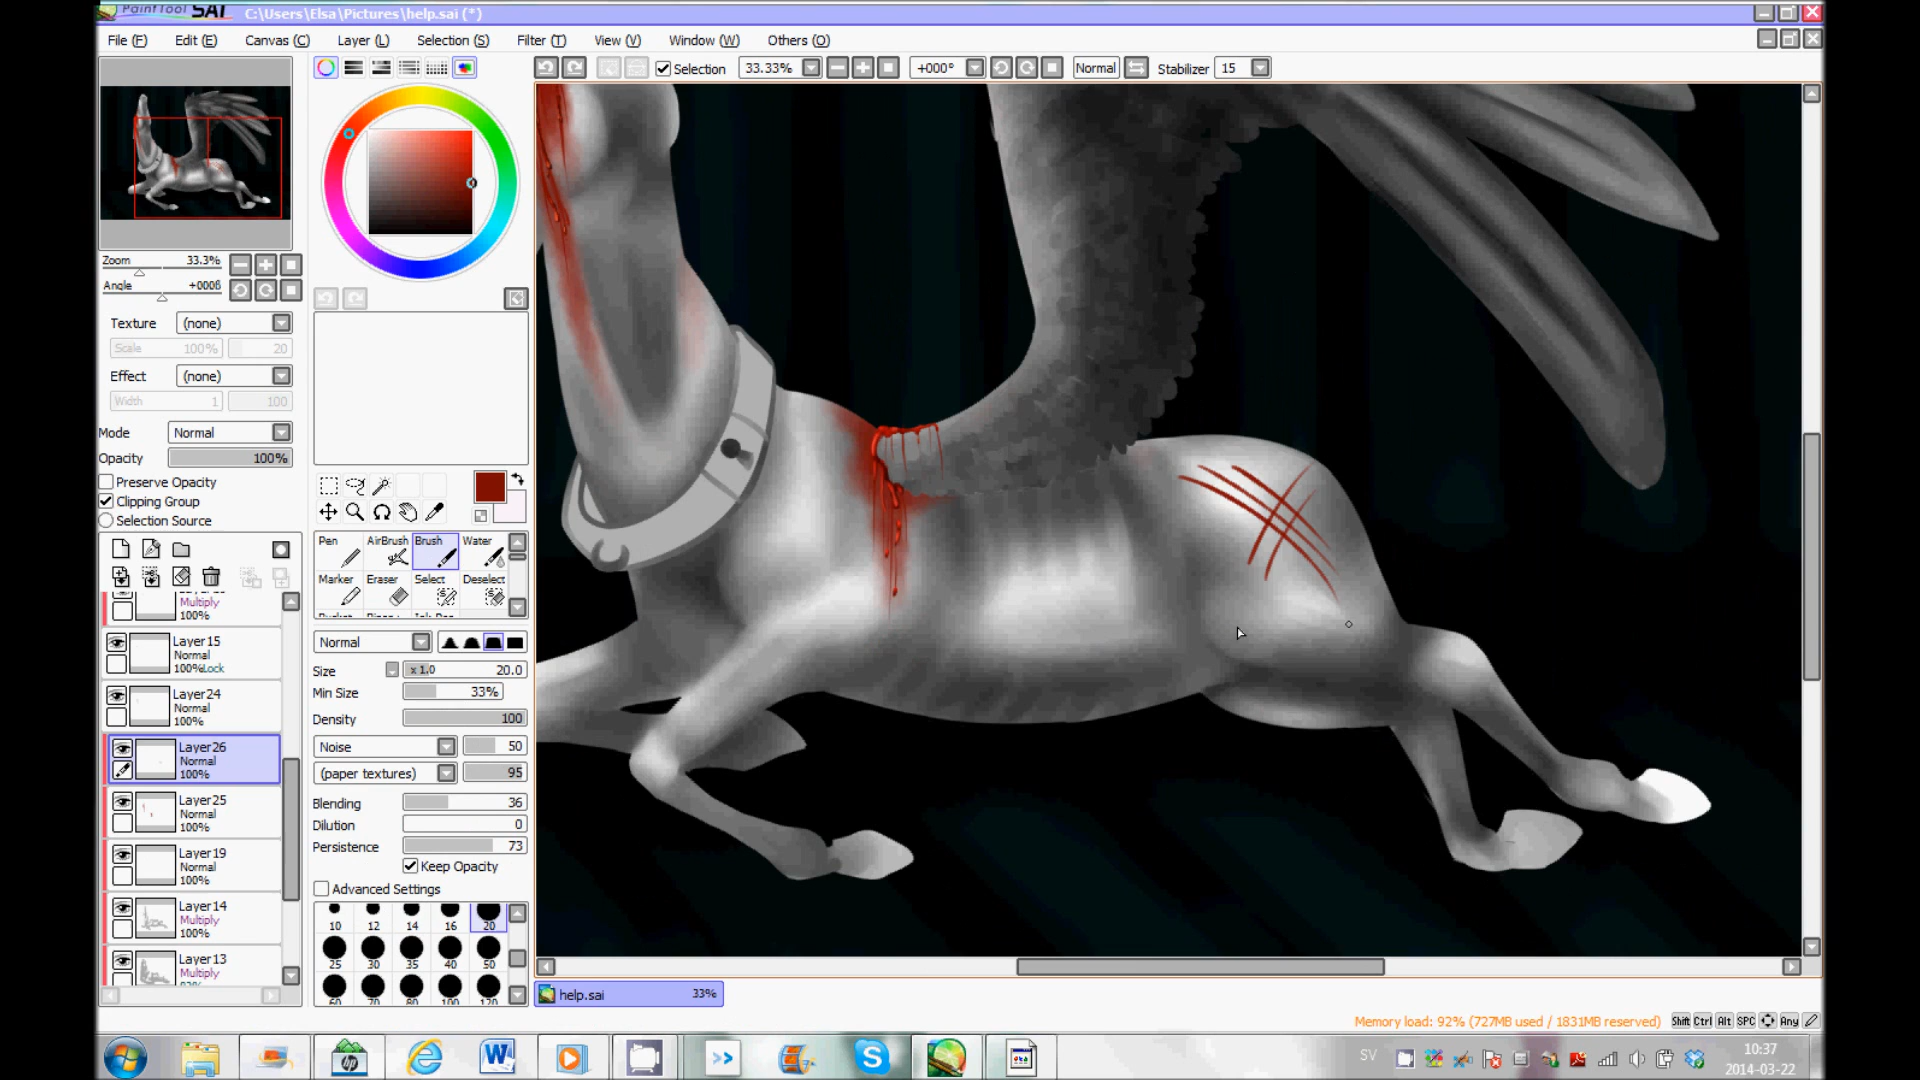 PaintTool SAI C:\Users\Elsa\Pictures\help.sai (*)
File (F) Edit (E) Canvas (C) Layer (L) Selection (S) Filter (T) View (V) Window (W) Others (O)
Selection 33.33% +000° Normal Stabilizer 15
Zoom 33.3%
Angle +000ß
Texture (none)
Scale 100% 20
Effect (none)
Width 1 100
Mode Normal
Opacity 100%
Preserve Opacity
Clipping Group
Selection Source
Multiply
100%
Layer15
Normal
100%Lock
Layer24
Normal
100%
Layer26
Normal
100%
Layer25
Normal
100%
Layer19
Normal
100%
Layer14
Multiply
100%
Layer13
Multiply
Pen AirBrush Brush Water
Marker Eraser Select Deselect
Normal
Size x 1.0 20.0
Min Size 33%
Density 100
Noise 50
(paper textures) 95
Blending 36
Dilution 0
Persistence 73
Keep Opacity
Advanced Settings
10 12 14 16 20
25 30 35 40 50
60 70 80 100 120
help.sai 33%
Memory load: 92% (727MB used / 1831MB reserved) Shift Ctrl Alt SPC Any
hp
SV
10:37
2014-03-22